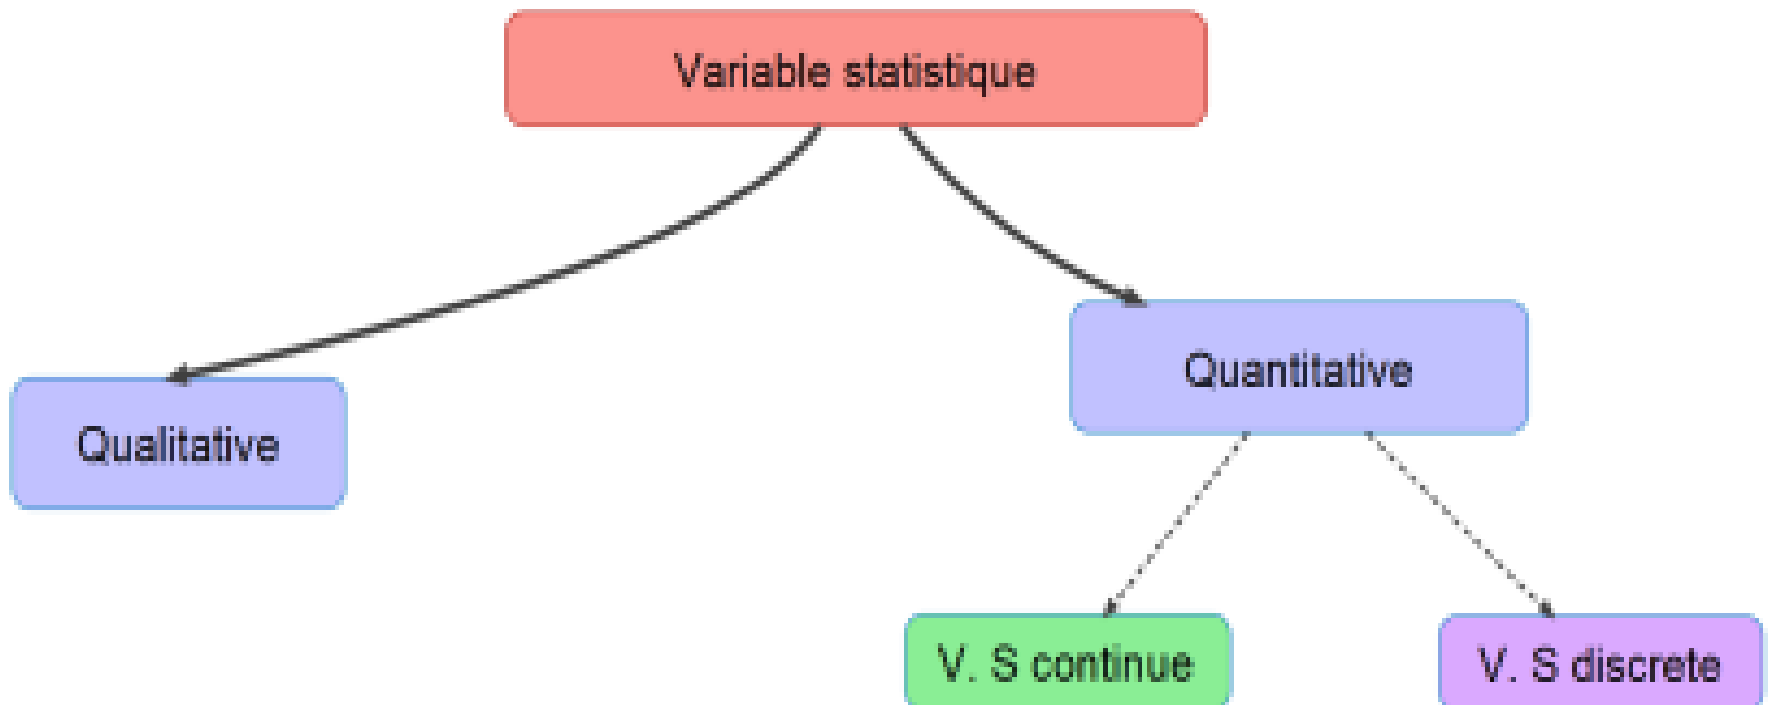 Variable statistique
Quantitative
Qualitative
V. S continue
V. S discrete